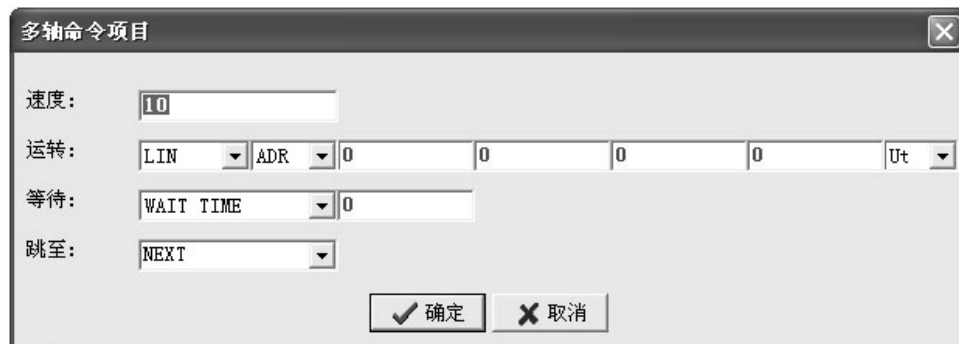 多轴命令项目
速度： 10
运转： LIN ADR 0 0 0 0 Ut
等待： WAIT TIME 0
跳至： NEXT
确定 取消